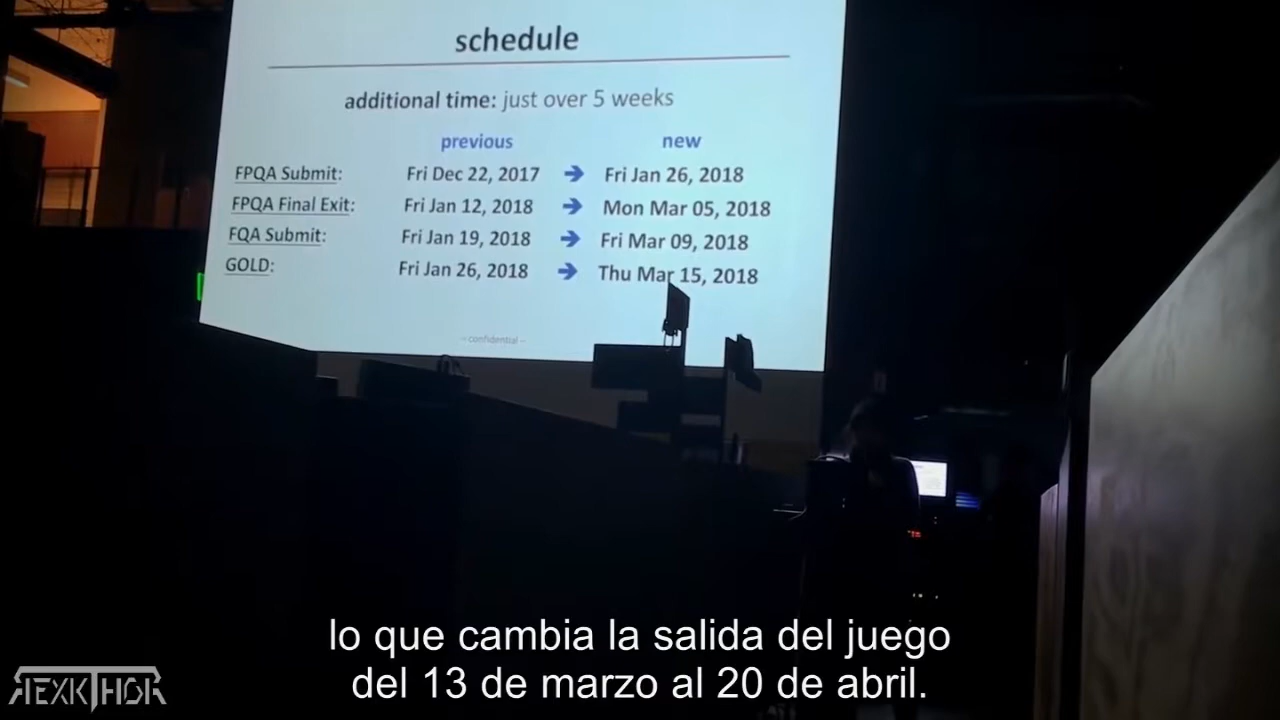 schedule
additional time: just over 5 weeks
previous new
FPQA Submit: Fri Dec 22, 2017 ➔ Fri Jan 26, 2018
FPQA Final Exit: Fri Jan 12, 2018 ➔ Mon Mar 05, 2018
FQA Submit: Fri Jan 19, 2018 ➔ Fri Mar 09, 2018
GOLD: Fri Jan 26, 2018 ➔ Thu Mar 15, 2018
– confidential –
lo que cambia la salida del juego
del 13 de marzo al 20 de abril.
TEXKTHOR